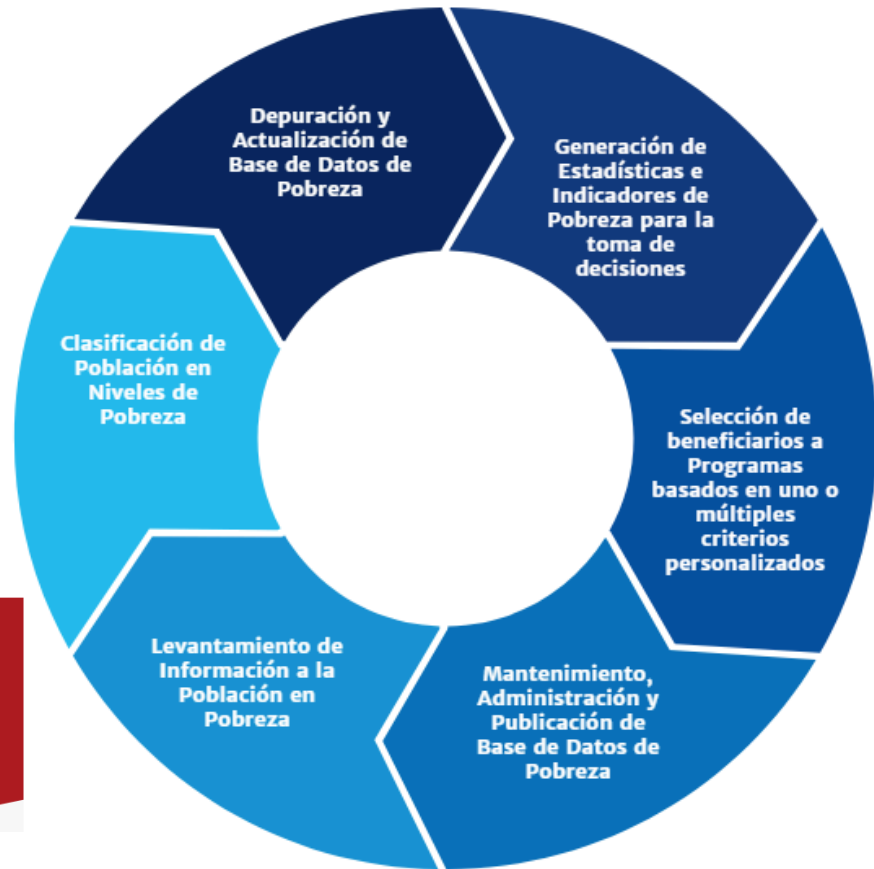 Depuración y
Actualización de
Base de Datos de
Pobreza
Generación de
Estadísticas e
Indicadores de
Pobreza para la
toma de
decisiones
Selección de
beneficiarios a
Programas
basados en uno o
múltiples
criterios
personalizados
Mantenimiento,
Administración y
Publicación de
Base de Datos de
Pobreza
Levantamiento de
Información a la
Población en
Pobreza
Clasificación de
Población en
Niveles de
Pobreza